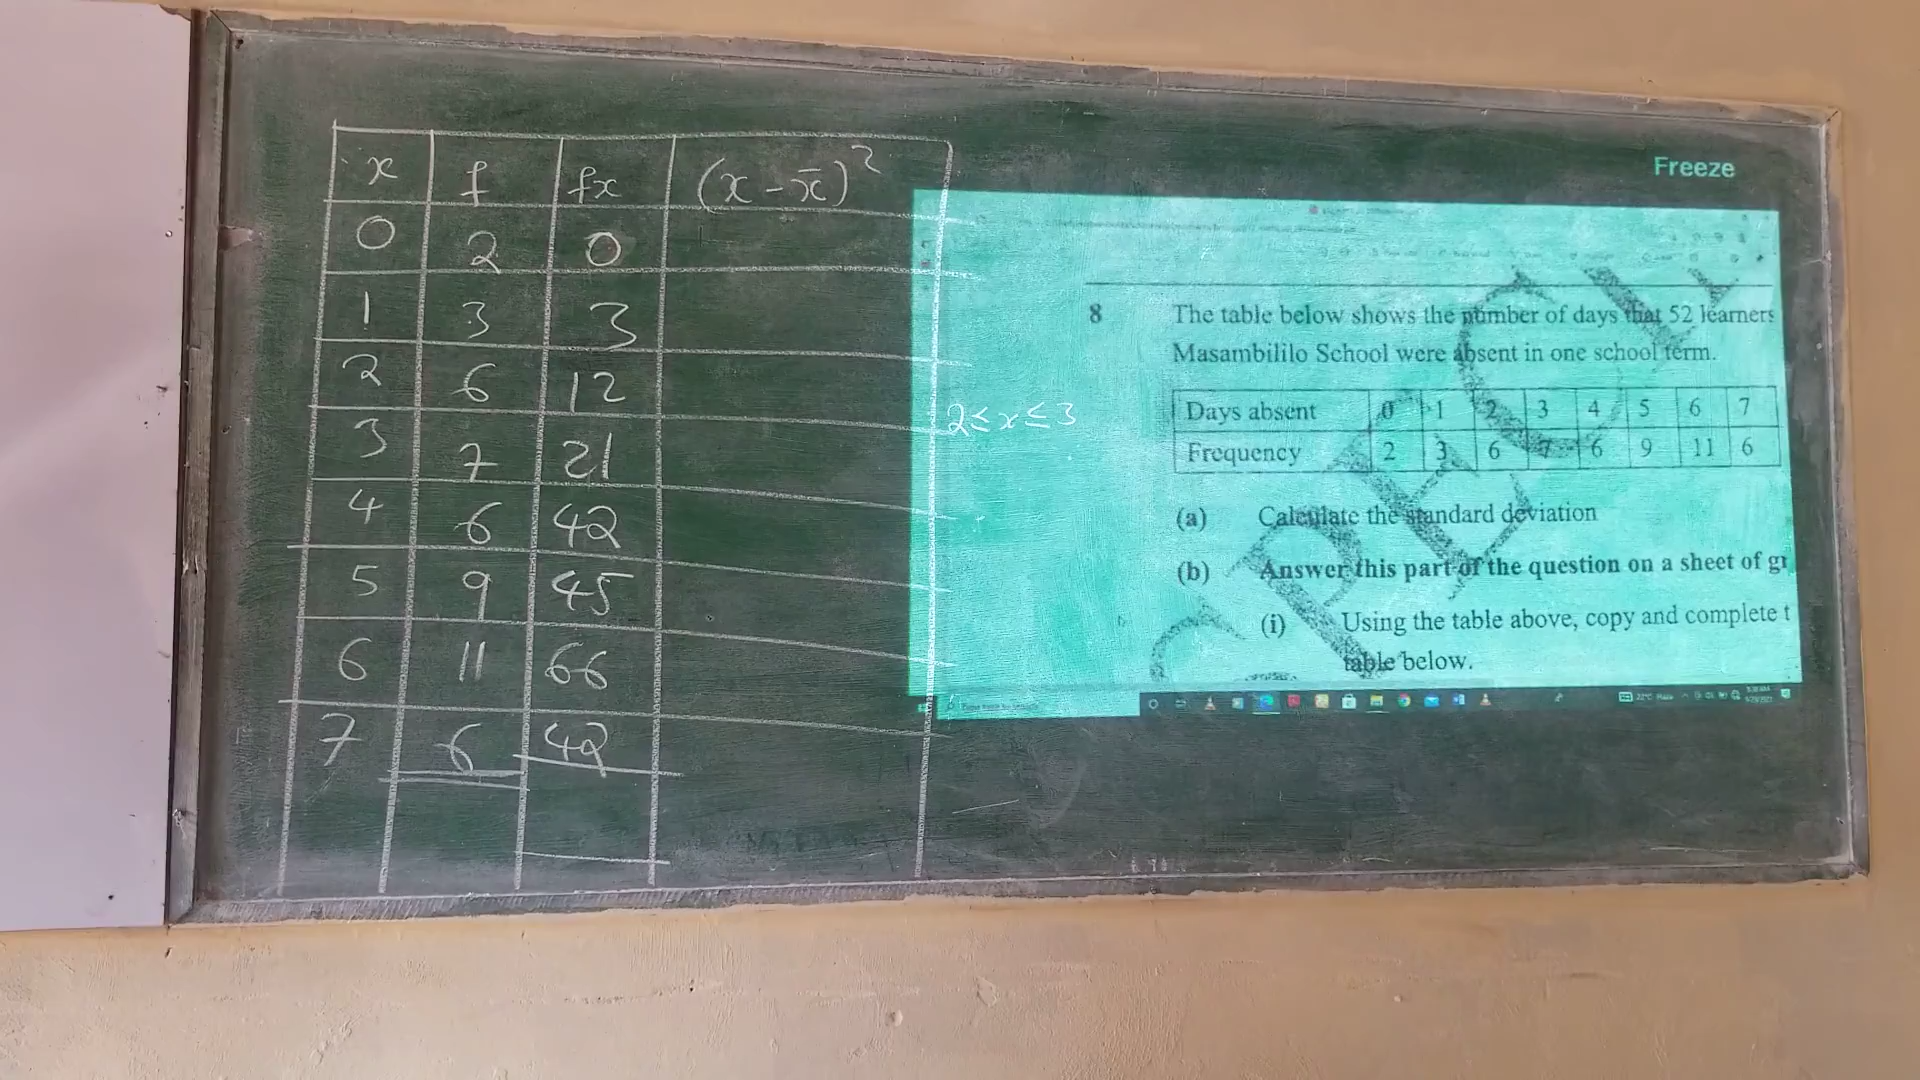 x f fx (x - x̄)²
0 2 0
1 3 3
2 6 12
3 7 21
4 6 42
5 9 45
6 11 66
7 6 42
2 ≤ x ≤ 3
Freeze
8 The table below shows the number of days that 52 learners
Masambililo School were absent in one school term.
Days absent 0 1 2 3 4 5 6 7
Frequency 2 3 6 7 6 9 11 6
(a) Calculate the standard deviation
(b) Answer this part of the question on a sheet of gr
(i) Using the table above, copy and complete t
table below.